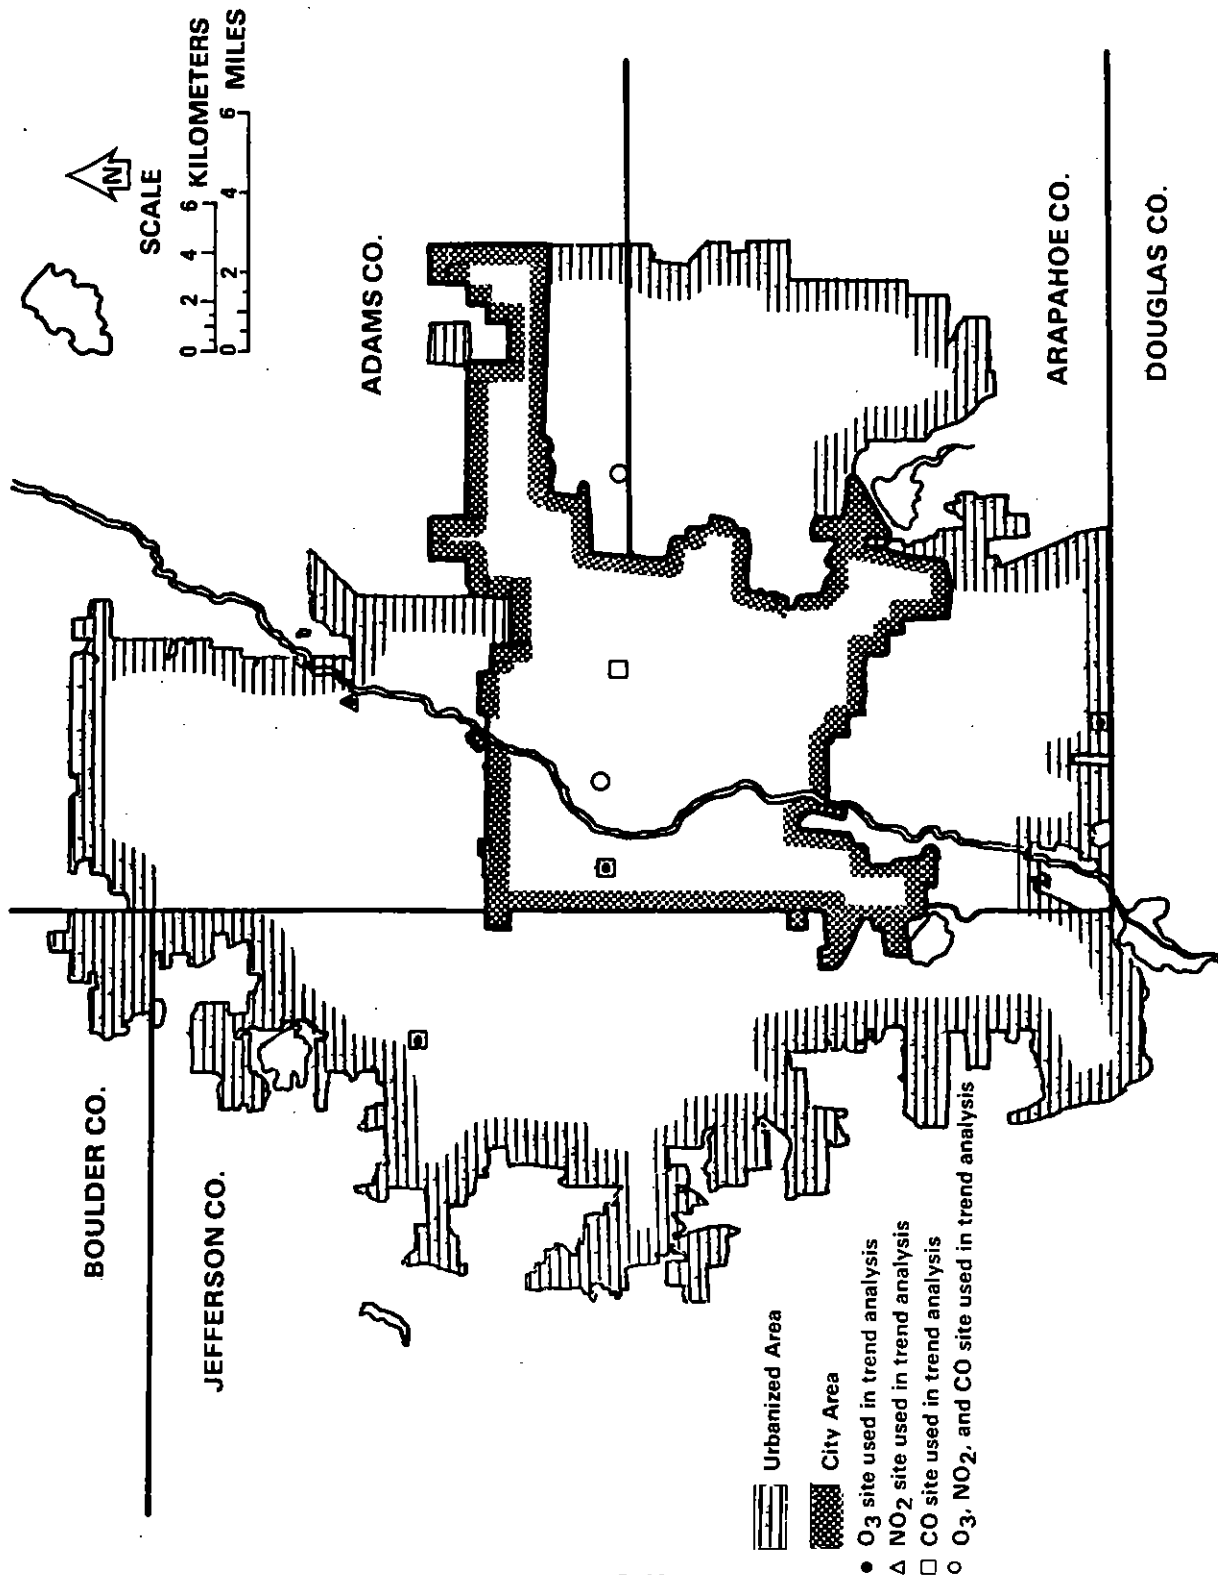 N
SCALE
0 2 4 6 KILOMETERS
0 2 4 6 MILES
BOULDER CO.
JEFFERSON CO.
ADAMS CO.
ARAPAHOE CO.
DOUGLAS CO.
Urbanized Area
City Area
● O3 site used in trend analysis
△ NO2 site used in trend analysis
□ CO site used in trend analysis
○ O3, NO2, and CO site used in trend analysis